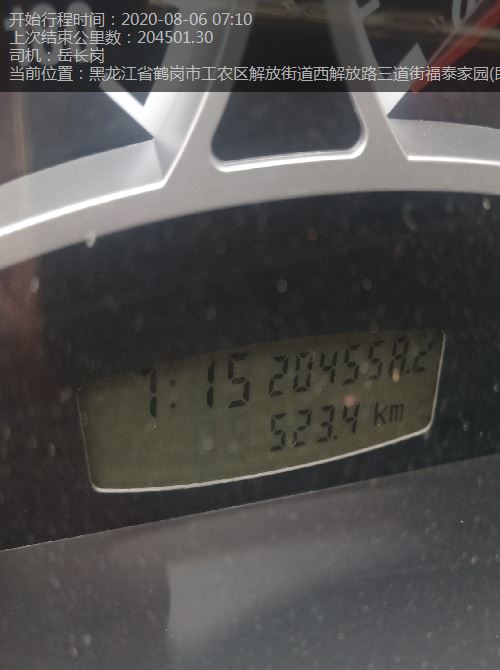 开始行程时间：2020-08-06 07:10
上次结束公里数：204501.30
司机：岳长岗
当前位置：黑龙江省鹤岗市工农区解放街道西解放路三道街福泰家园(民
7:15 204558.2
523.4 km